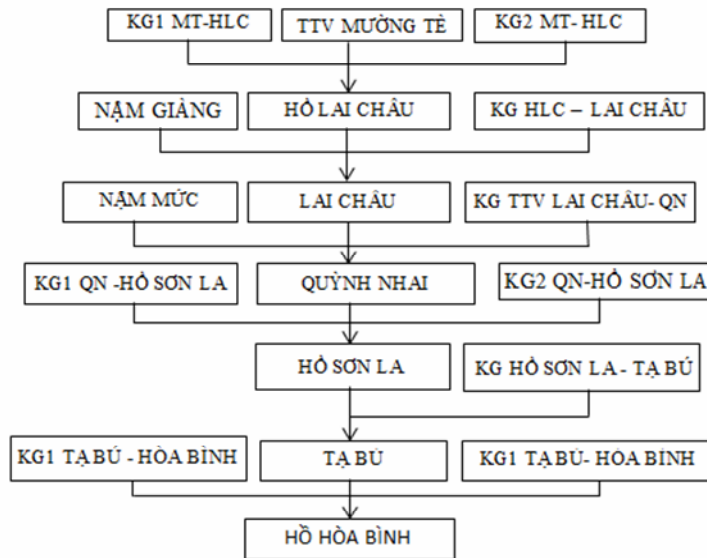 KG1 MT-HLC
TTV MƯỜNG TÈ
KG2 MT- HLC
NẬM GIÀNG
HỒ LAI CHÂU
KG HLC – LAI CHÂU
NẬM MỨC
LAI CHÂU
KG TTV LAI CHÂU- QN
KG1 QN -HỒ SƠN LA
QUỲNH NHAI
KG2 QN-HỒ SƠN LA
HỒ SƠN LA
KG HỒ SƠN LA - TẠ BÚ
KG1 TẠ BÚ - HÒA BÌNH
TẠ BÚ
KG1 TẠ BÚ- HÒA BÌNH
HỒ HÒA BÌNH